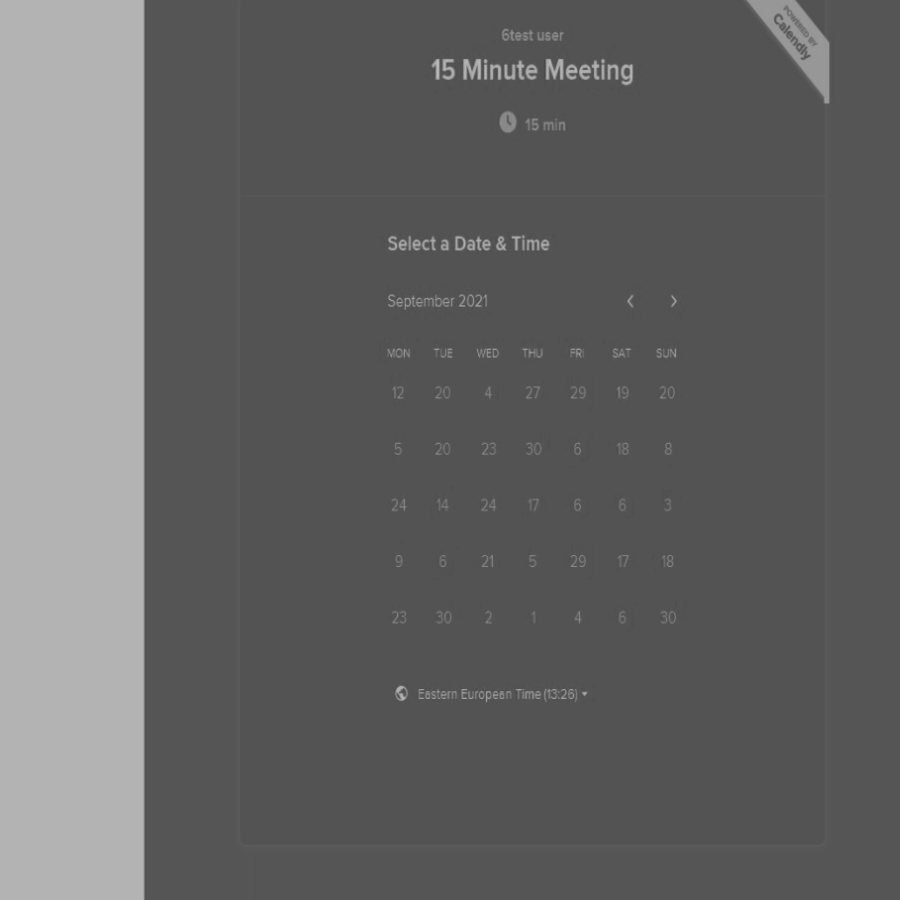 6test user
POWERED BY
Calendly
15 Minute Meeting
15 min
Select a Date & Time
September 2021
MON TUE WED THU FRI SAT SUN
12 20 4 27 29 19 20
5 20 23 30 6 18 8
24 14 24 17 6 6 3
9 6 21 5 29 17 18
23 30 2 1 4 6 30
Eastern European Time (13:26)